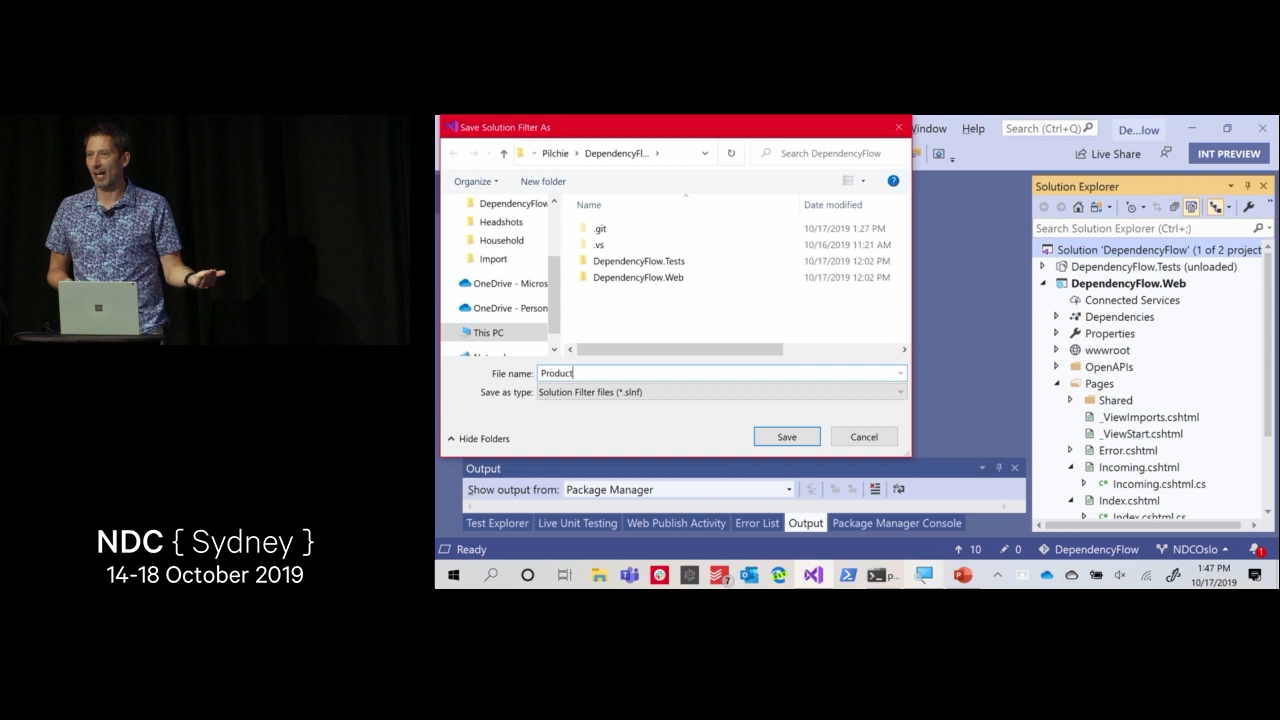 Save Solution Filter As
Window Help Search (Ctrl+Q) De...low
Pilchie DependencyFl... Search DependencyFlow
Live Share INT PREVIEW
Organize New folder
DependencyFlow
Headshots
Household
Import
OneDrive - Micros
OneDrive - Person
This PC
Name Date modified
.git 10/17/2019 1:27 PM
.vs 10/16/2019 11:21 AM
DependencyFlow.Tests 10/17/2019 12:02 PM
DependencyFlow.Web 10/17/2019 12:02 PM
File name: Product
Save as type: Solution Filter files (*.slnf)
Hide Folders Save Cancel
Solution Explorer
Search Solution Explorer (Ctrl+;)
Solution 'DependencyFlow' (1 of 2 project
DependencyFlow.Tests (unloaded)
DependencyFlow.Web
Connected Services
Dependencies
Properties
wwwroot
OpenAPIs
Pages
Shared
_ViewImports.cshtml
_ViewStart.cshtml
Error.cshtml
Incoming.cshtml
C# Incoming.cshtml.cs
Index.cshtml
C# Index.cshtml.cs
Output
Show output from: Package Manager
Test Explorer Live Unit Testing Web Publish Activity Error List Output Package Manager Console
Ready 10 0 DependencyFlow NDCOslo 1
7 p... 1:47 PM
10/17/2019
NDC { Sydney }
14-18 October 2019